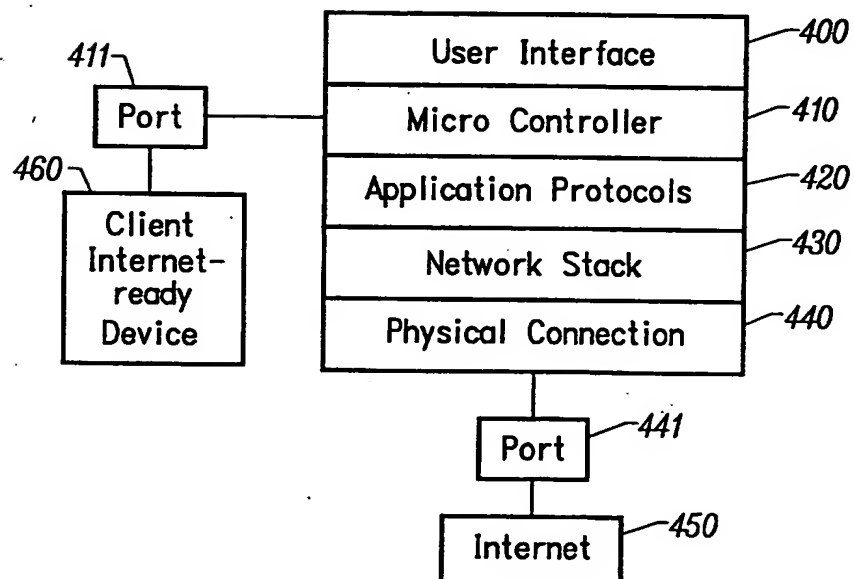 400
User Interface
411
Port
Micro Controller
410
460
Application Protocols
420
Client
Internet-
ready
Device
Network Stack
430
Physical Connection
440
Port
441
Internet
450